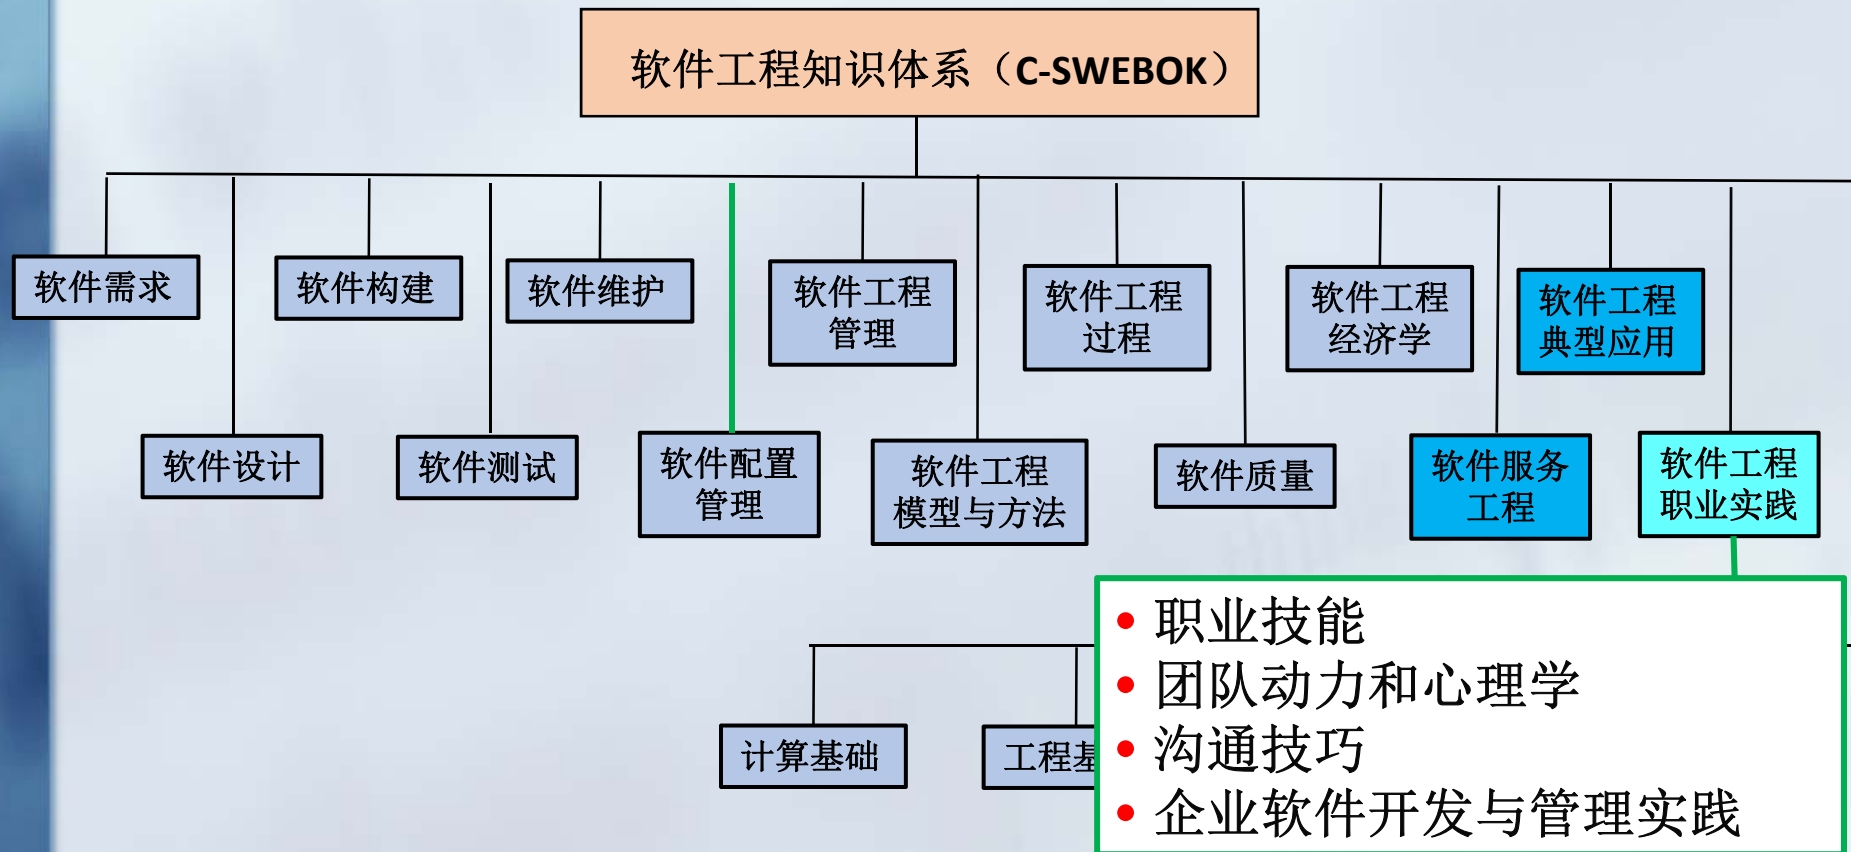 软件工程知识体系（C-SWEBOK）
软件需求
软件构建
软件维护
软件工程
管理
软件工程
过程
软件工程
经济学
软件工程
典型应用
软件设计
软件测试
软件配置
管理
软件工程
模型与方法
软件质量
软件服务
工程
软件工程
职业实践
计算基础
工程基
• 职业技能
• 团队动力和心理学
• 沟通技巧
• 企业软件开发与管理实践